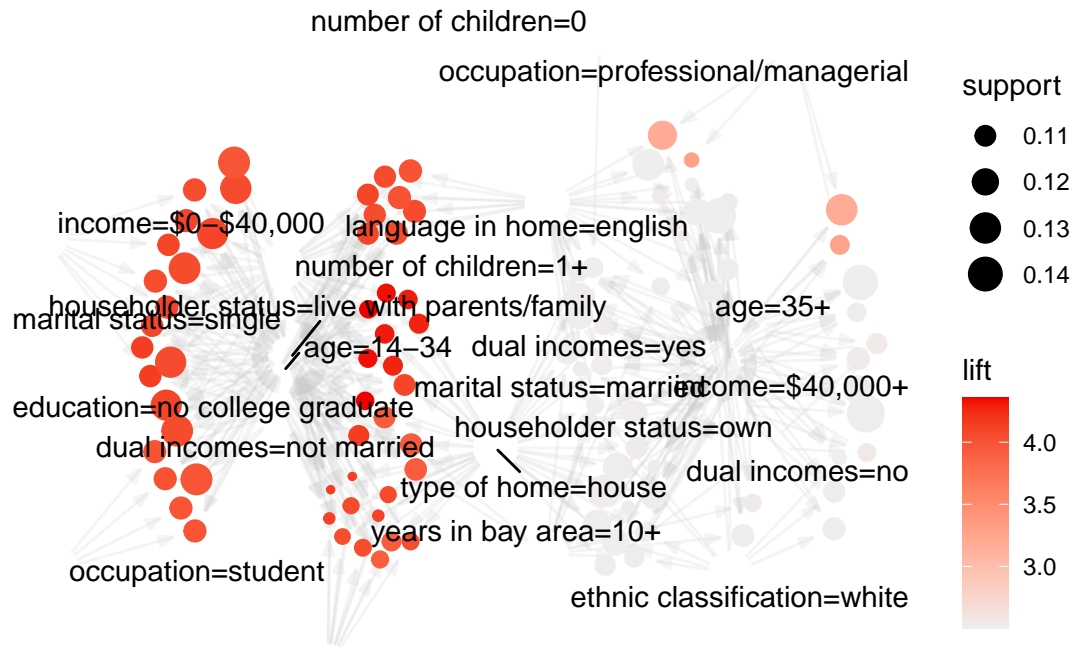 number of children=0
occupation=professional/managerial
income=$0–$40,000
language in home=english
number of children=1+
householder status=live with parents/family
age=35+
marital status=single
age=14–34
dual incomes=yes
marital status=married
income=$40,000+
education=no college graduate
householder status=own
dual incomes=not married
dual incomes=no
type of home=house
years in bay area=10+
occupation=student
ethnic classification=white
support
0.11
0.12
0.13
0.14
lift
4.0
3.5
3.0